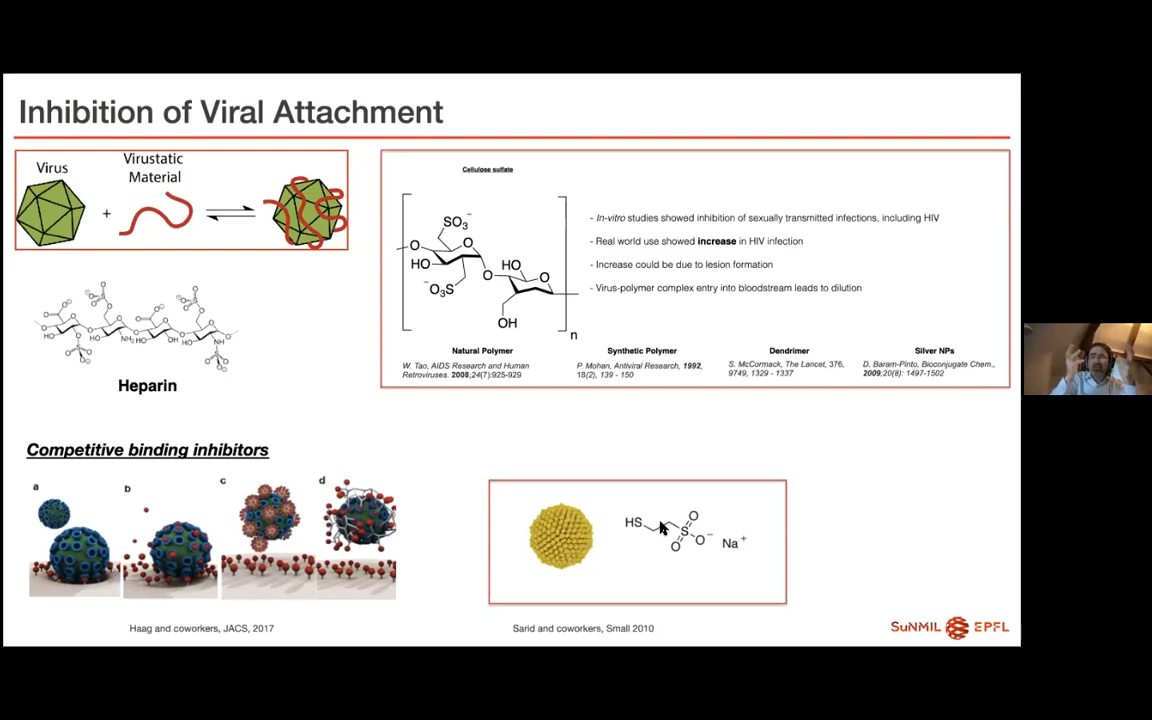 Inhibition of Viral Attachment
Virus
+
Virustatic
Material
Heparin
Cellulose sulfate
- In-vitro studies showed inhibition of sexually transmitted infections, including HIV
- Real world use showed increase in HIV infection
- Increase could be due to lesion formation
- Virus-polymer complex entry into bloodstream leads to dilution
SO3−
O
HO
O
−O3S
O
HO
O
OH
n
Natural Polymer
W. Tao, AIDS Research and Human
Retroviruses. 2008;24(7):925-929
Synthetic Polymer
P. Mohan, Antiviral Research, 1992,
18(2), 139 - 150
Dendrimer
S. McCormack, The Lancet, 376,
9749, 1329 - 1337
Silver NPs
D. Baram-Pinto, Bioconjugate Chem.,
2009;20(8): 1497-1502
Competitive binding inhibitors
a
b
c
d
Haag and coworkers, JACS, 2017
HS
O
S
O
O−
Na+
Sarid and coworkers, Small 2010
SuNMIL EPFL